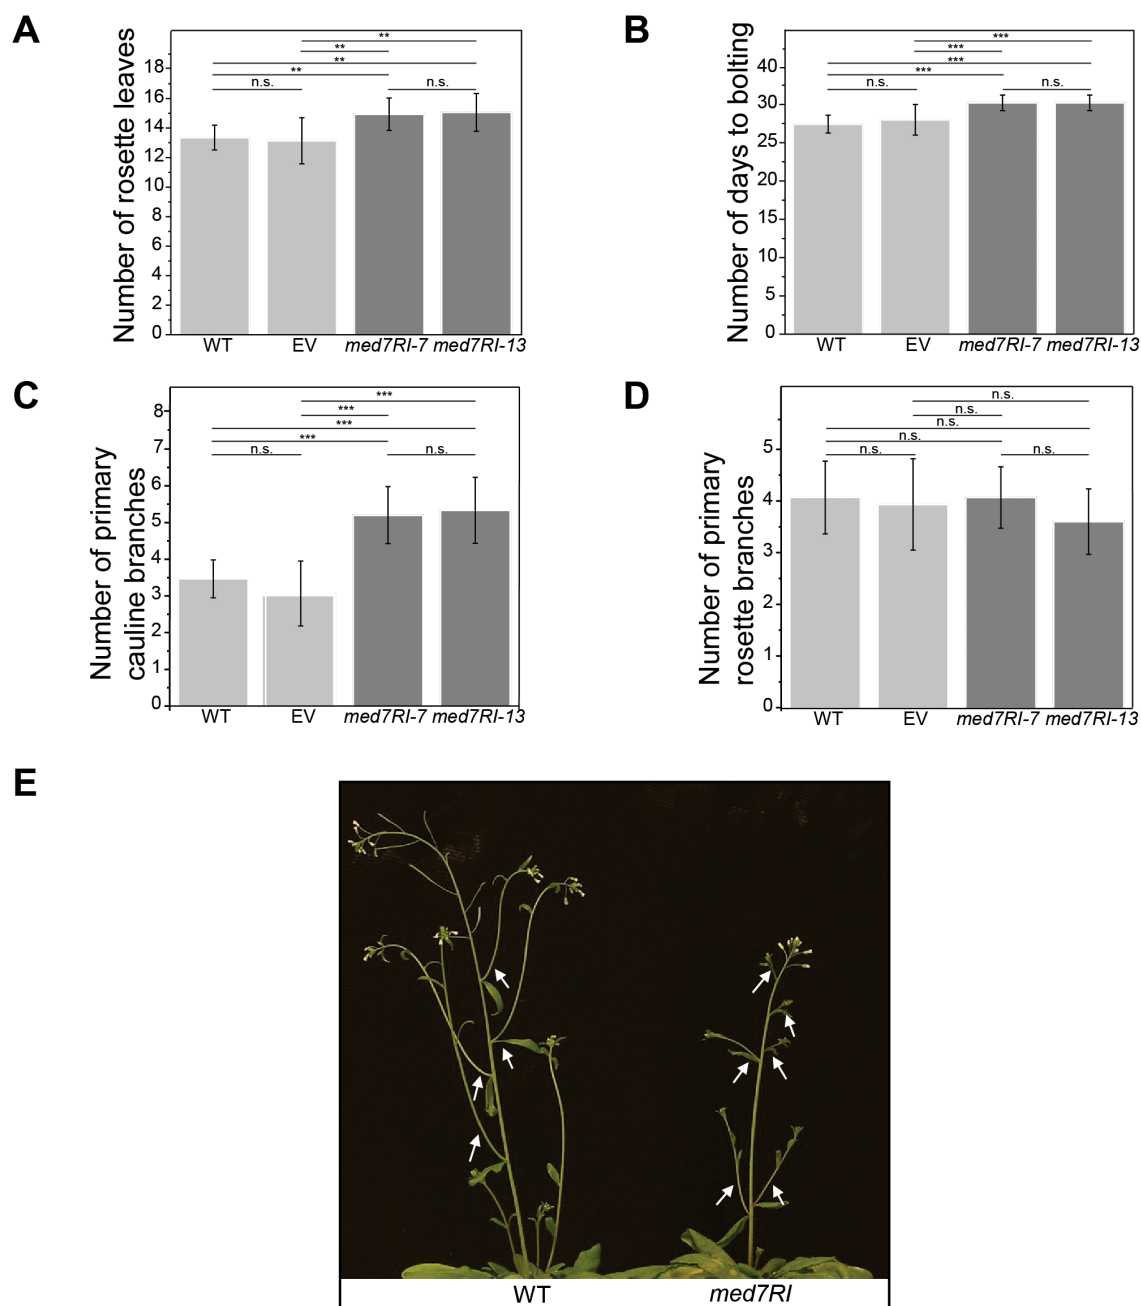 A
Number of rosette leaves
18
16
14
12
10
8
6
4
2
0
**
**
**
**
n.s.
n.s.
WT
EV
med7RI-7
med7RI-13
B
Number of days to bolting
40
30
25
20
15
10
5
0
***
***
***
***
n.s.
n.s.
WT
EV
med7RI-7
med7RI-13
C
Number of primary
cauline branches
8
7
6
5
4
3
2
1
0
***
***
***
***
n.s.
n.s.
WT
EV
med7RI-7
med7RI-13
D
Number of primary
rosette branches
5
4
3
2
1
0
n.s.
n.s.
n.s.
n.s.
n.s.
n.s.
WT
EV
med7RI-7
med7RI-13
E
WT
med7RI